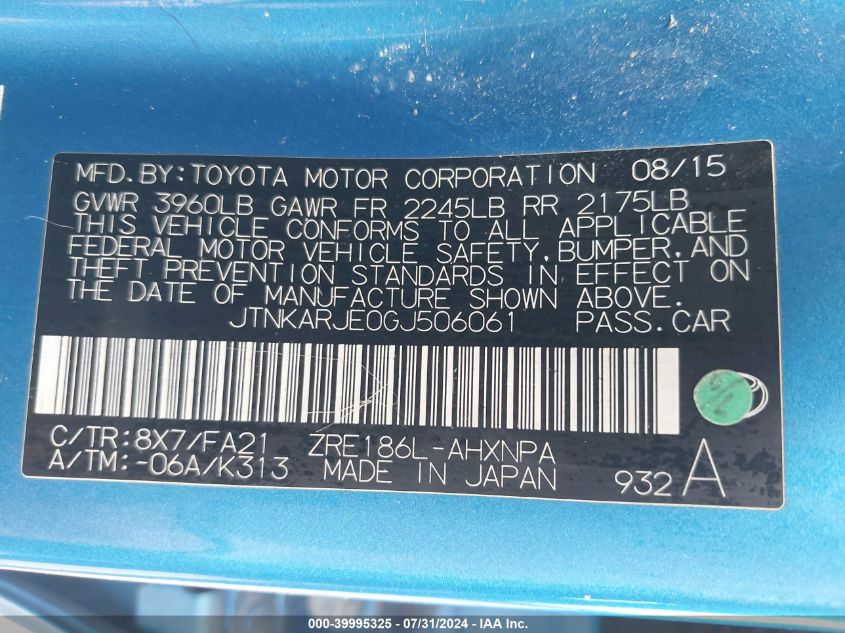 MFD.BY:TOYOTA MOTOR CORPORATION 08/15
GVWR 3960LB GAWR FR 2245LB RR 2175LB
THIS VEHICLE CONFORMS TO ALL APPLICABLE
FEDERAL MOTOR VEHICLE SAFETY,BUMPER,AND
THEFT PREVENTION STANDARDS IN EFFECT ON
THE DATE OF MANUFACTURE SHOWN ABOVE.
JTNKARJE0GJ506061 PASS.CAR
C/TR:8X7/FA21 ZRE186L-AHXNPA
A/TM:-06A/K313 MADE IN JAPAN 932 A
000-39995325 - 07/31/2024 - IAA Inc.